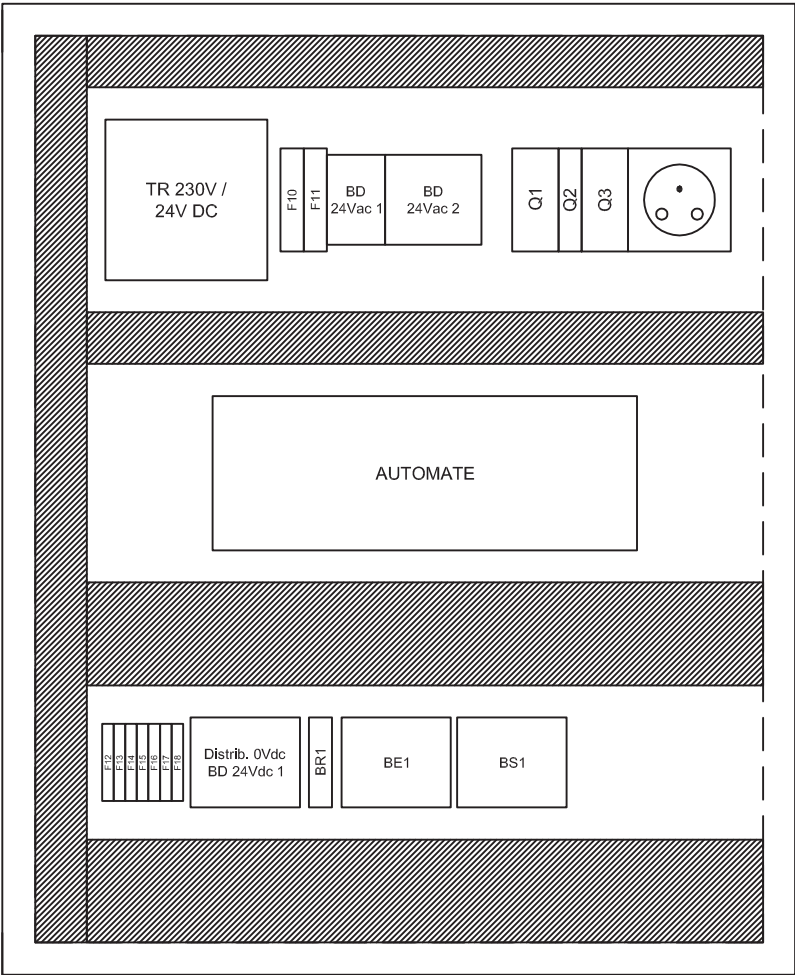 TR 230V /
24V DC
F10
F11
BD
24Vac 1
BD
24Vac 2
Q1
Q2
Q3
AUTOMATE
F12
F13
F14
F15
F16
F17
F18
Distrib. 0Vdc
BD 24Vdc 1
BR1
BE1
BS1